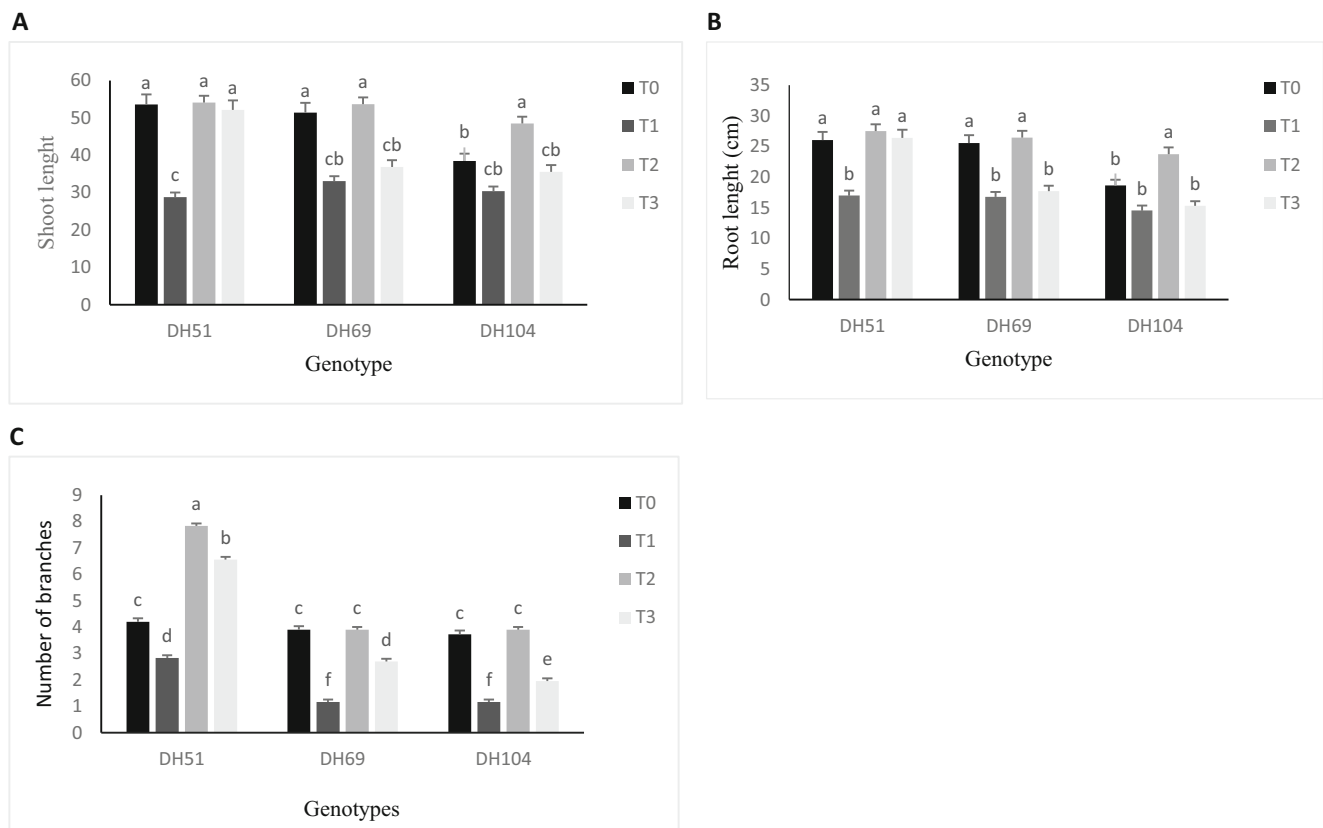 A
Shoot lenght
60
50
40
30
20
10
0
a
c
a
a
a
cb
a
cb
b
cb
a
cb
DH51
DH69
DH104
Genotype
T0
T1
T2
T3
B
Root lenght (cm)
35
30
25
20
15
10
5
0
a
b
a
a
a
b
a
b
b
b
a
b
DH51
DH69
DH104
Genotype
T0
T1
T2
T3
C
Number of branches
9
8
7
6
5
4
3
2
1
0
c
d
a
b
c
f
c
d
c
f
c
e
DH51
DH69
DH104
Genotypes
T0
T1
T2
T3